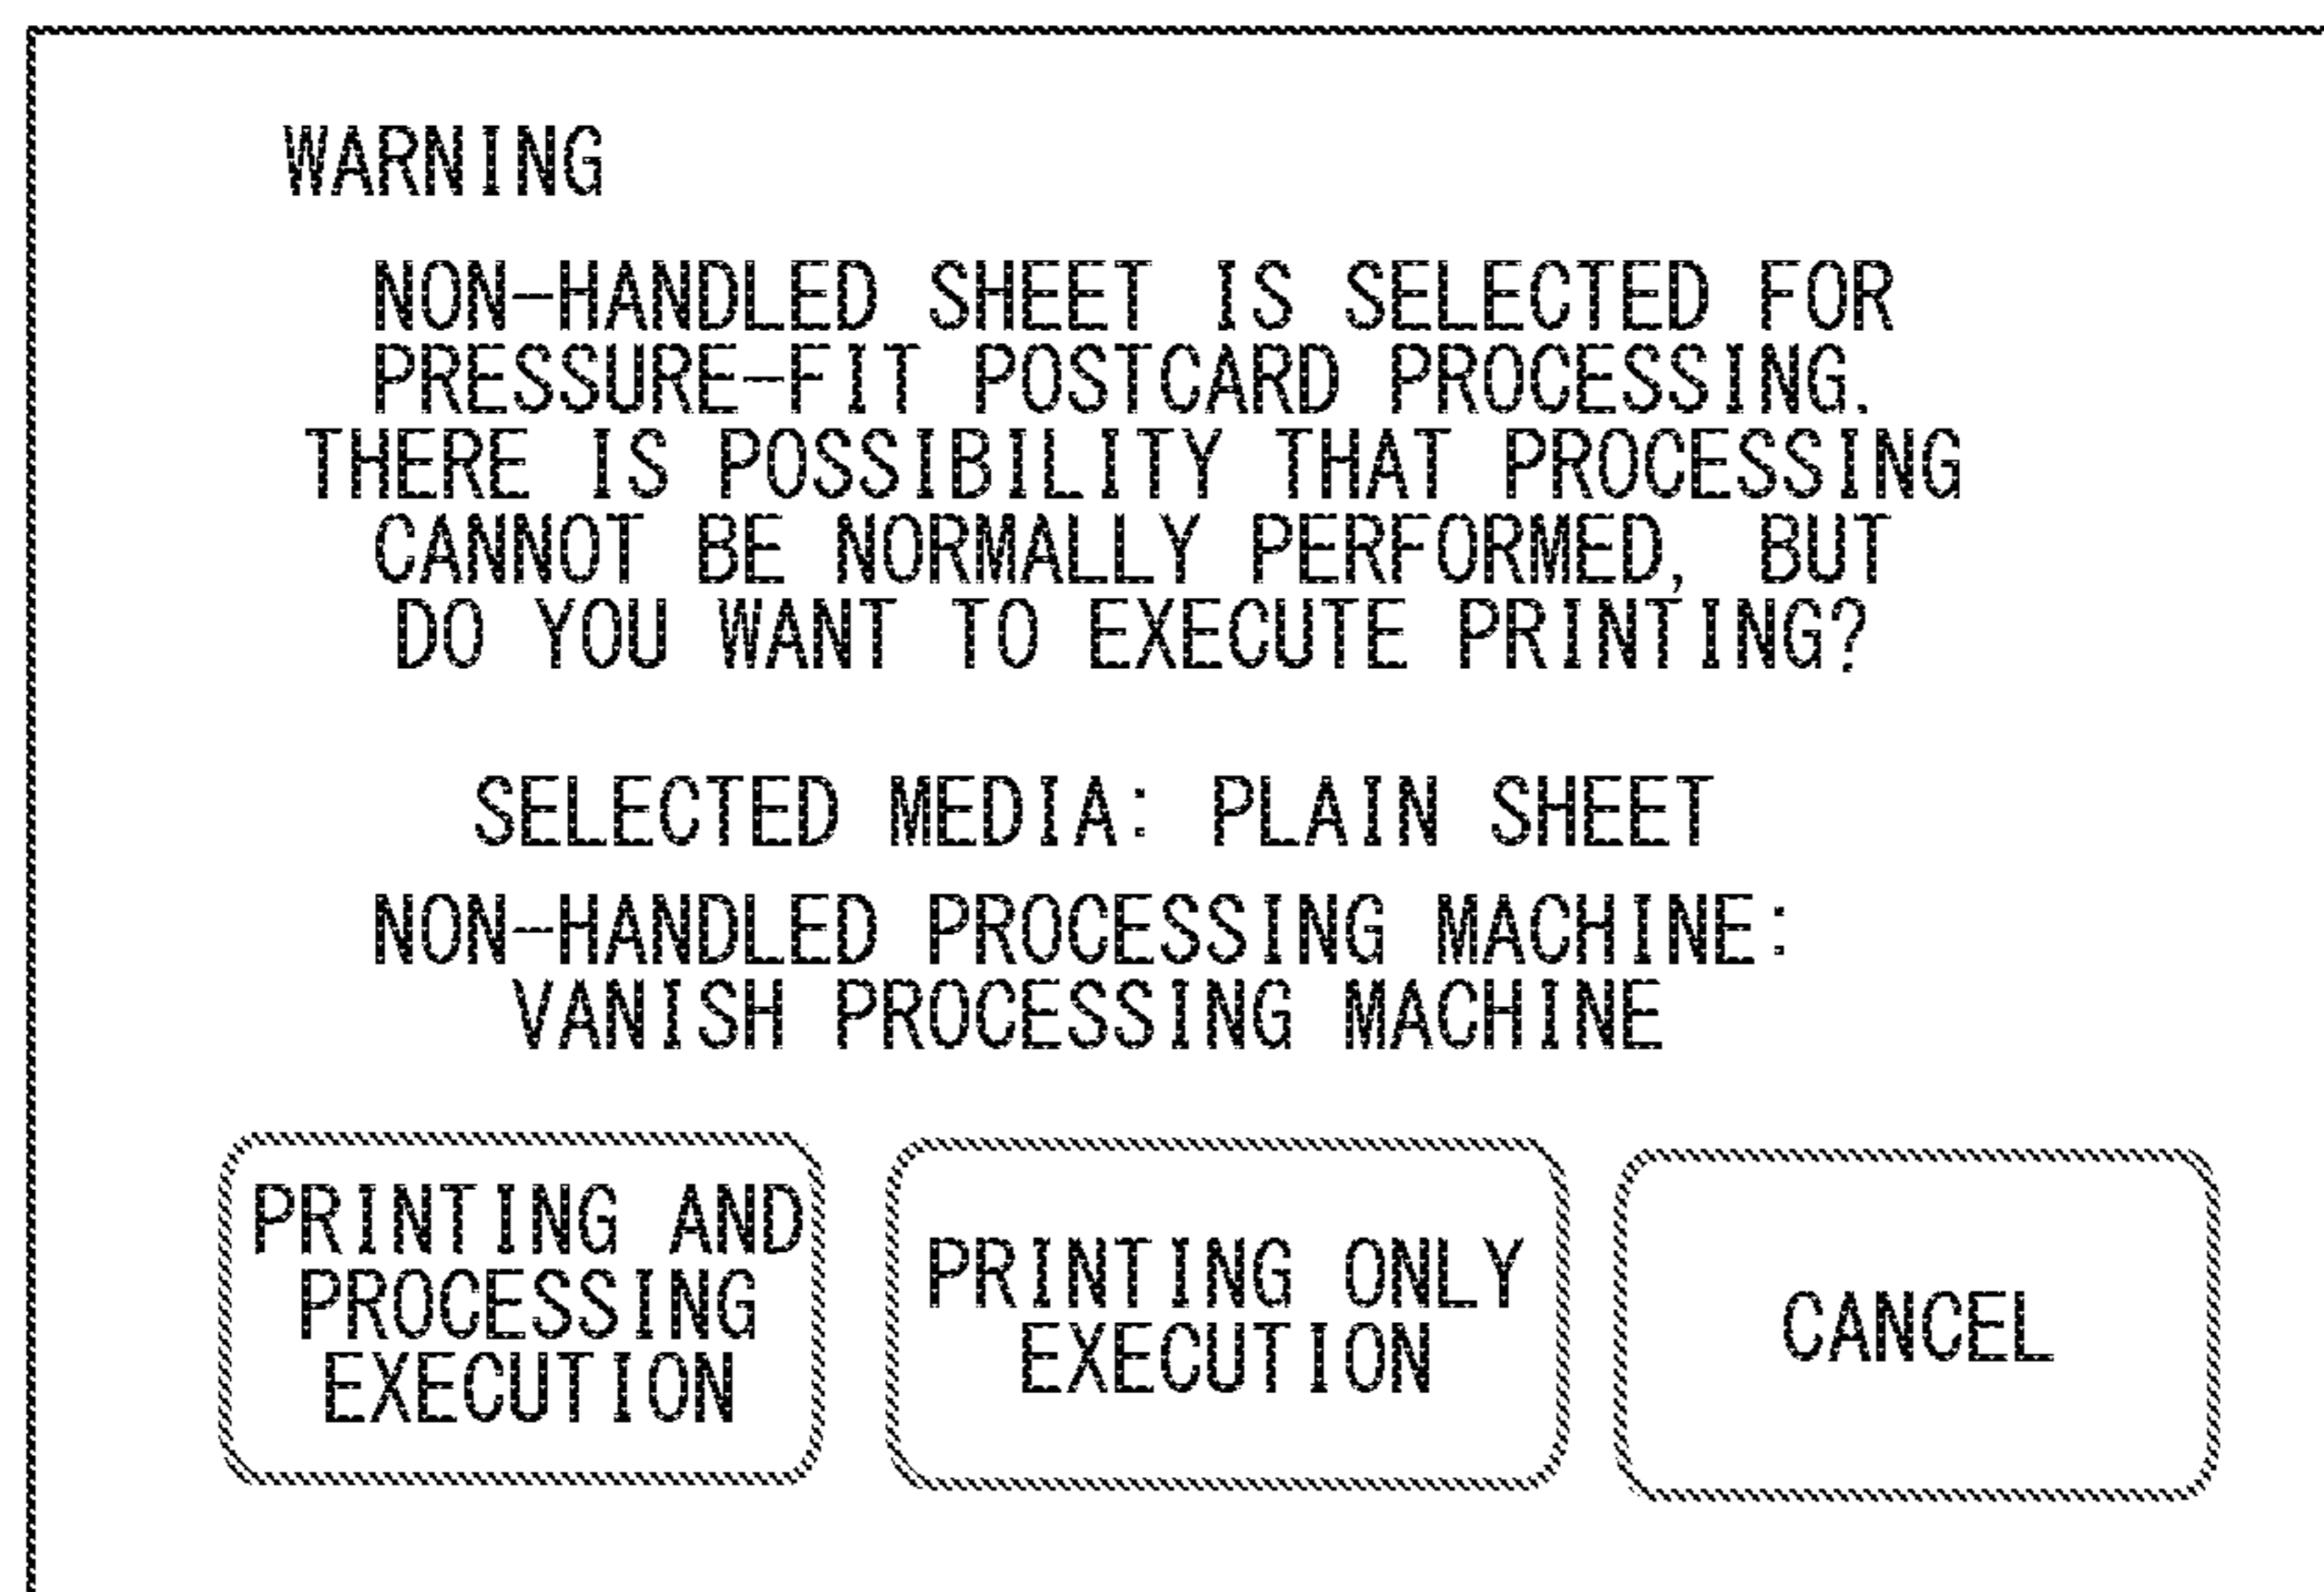 WARNING
NON-HANDLED SHEET IS SELECTED FOR
PRESSURE-FIT POSTCARD PROCESSING.
THERE IS POSSIBILITY THAT PROCESSING
CANNOT BE NORMALLY PERFORMED, BUT
DO YOU WANT TO EXECUTE PRINTING?
SELECTED MEDIA: PLAIN SHEET
NON-HANDLED PROCESSING MACHINE:
VANISH PROCESSING MACHINE
PRINTING AND
PROCESSING
EXECUTION
PRINTING ONLY
EXECUTION
CANCEL